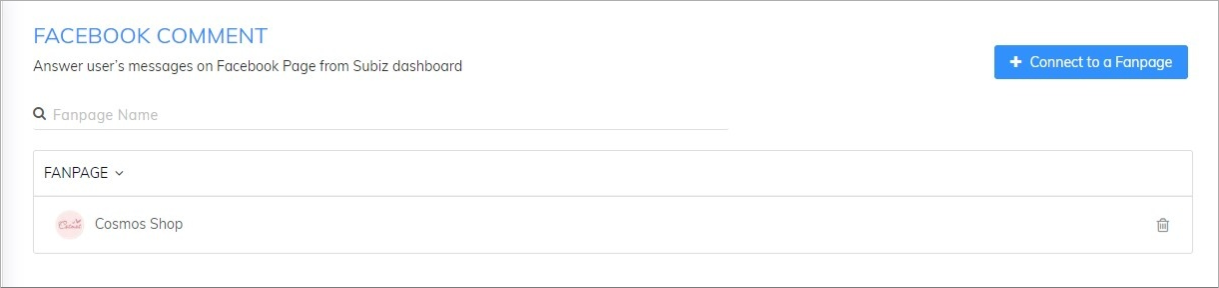 FACEBOOK COMMENT
Answer user's messages on Facebook Page from Subiz dashboard
Connect to a Fanpage
Fanpage Name
FANPAGE
Cosmos Shop